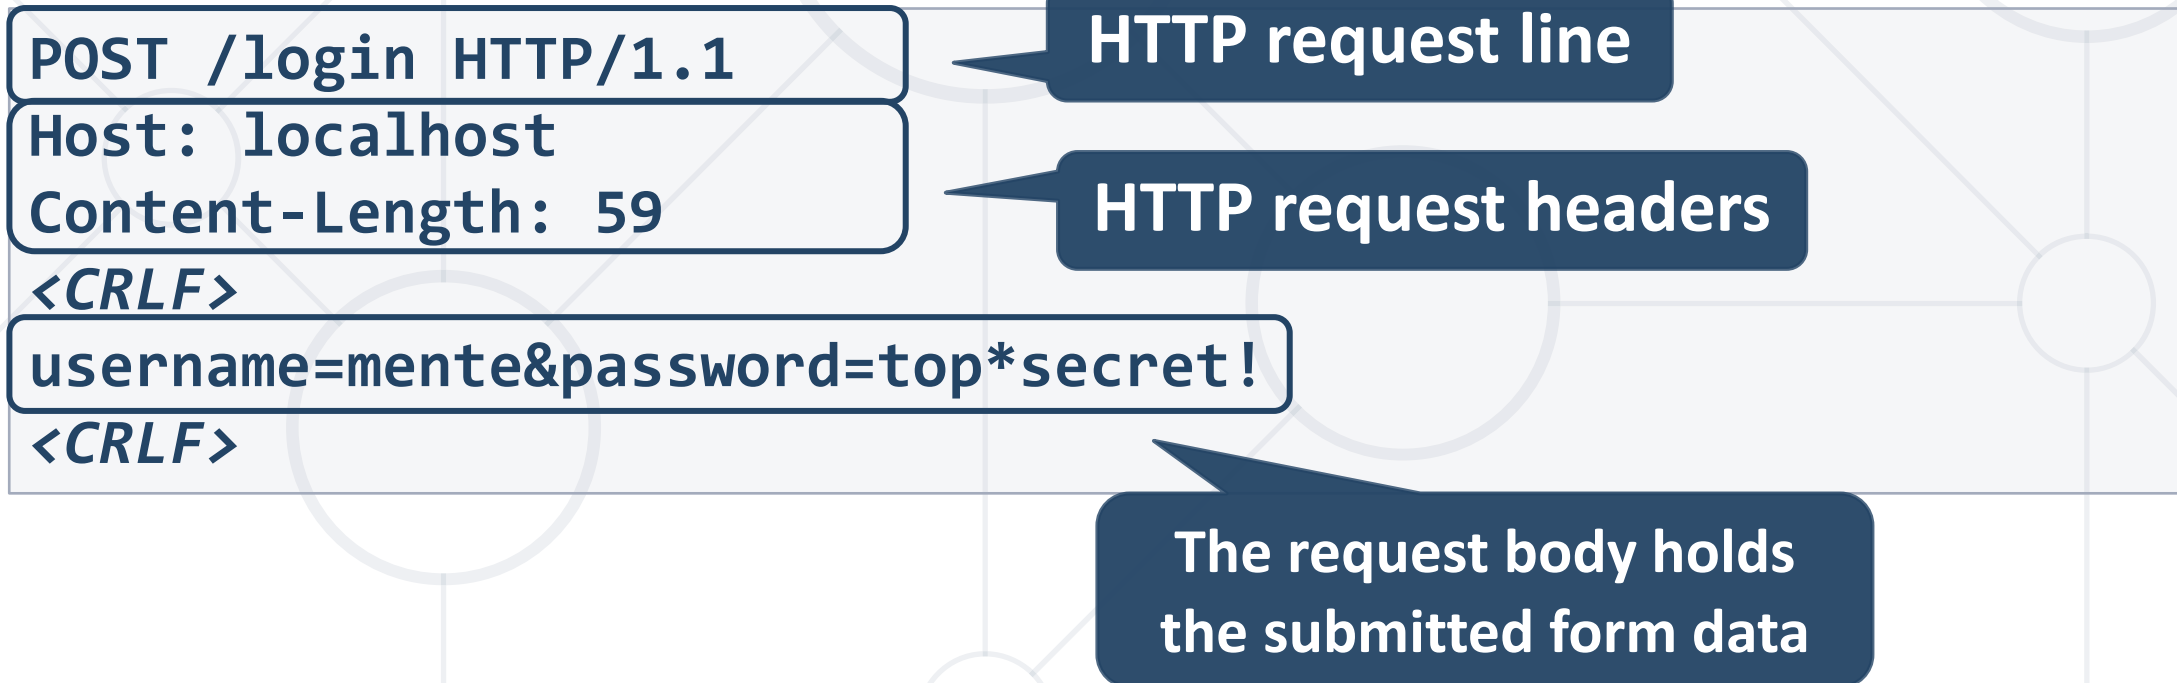 POST /login HTTP/1.1
HTTP request line
Host: localhost
Content-Length: 59
HTTP request headers
<CRLF>
username=mente&password=top*secret!
<CRLF>
The request body holds
the submitted form data